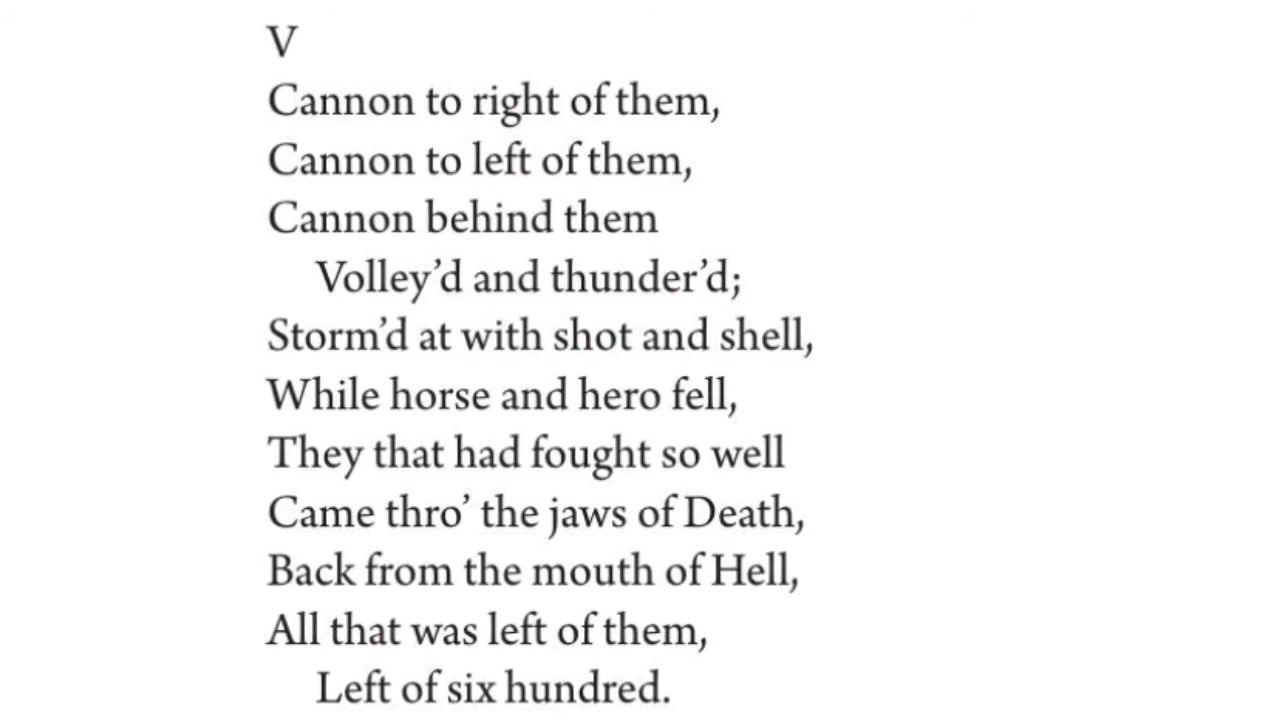 V
Cannon to right of them,
Cannon to left of them,
Cannon behind them
Volley’d and thunder’d;
Storm’d at with shot and shell,
While horse and hero fell,
They that had fought so well
Came thro’ the jaws of Death,
Back from the mouth of Hell,
All that was left of them,
Left of six hundred.